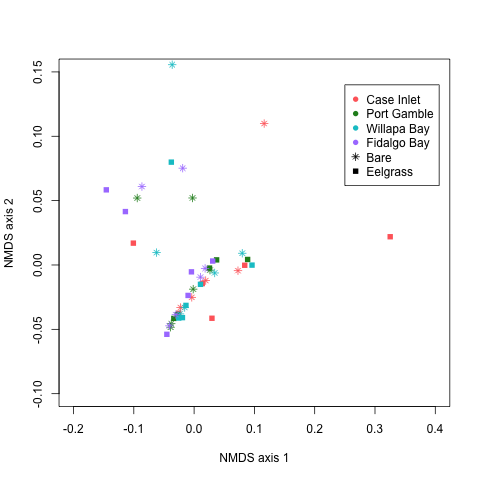 0.15
0.10
0.05
0.00
-0.05
-0.10
NMDS axis 2
Case Inlet
Port Gamble
Willapa Bay
Fidalgo Bay
Bare
Eelgrass
-0.2 -0.1 0.0 0.1 0.2 0.3 0.4
NMDS axis 1